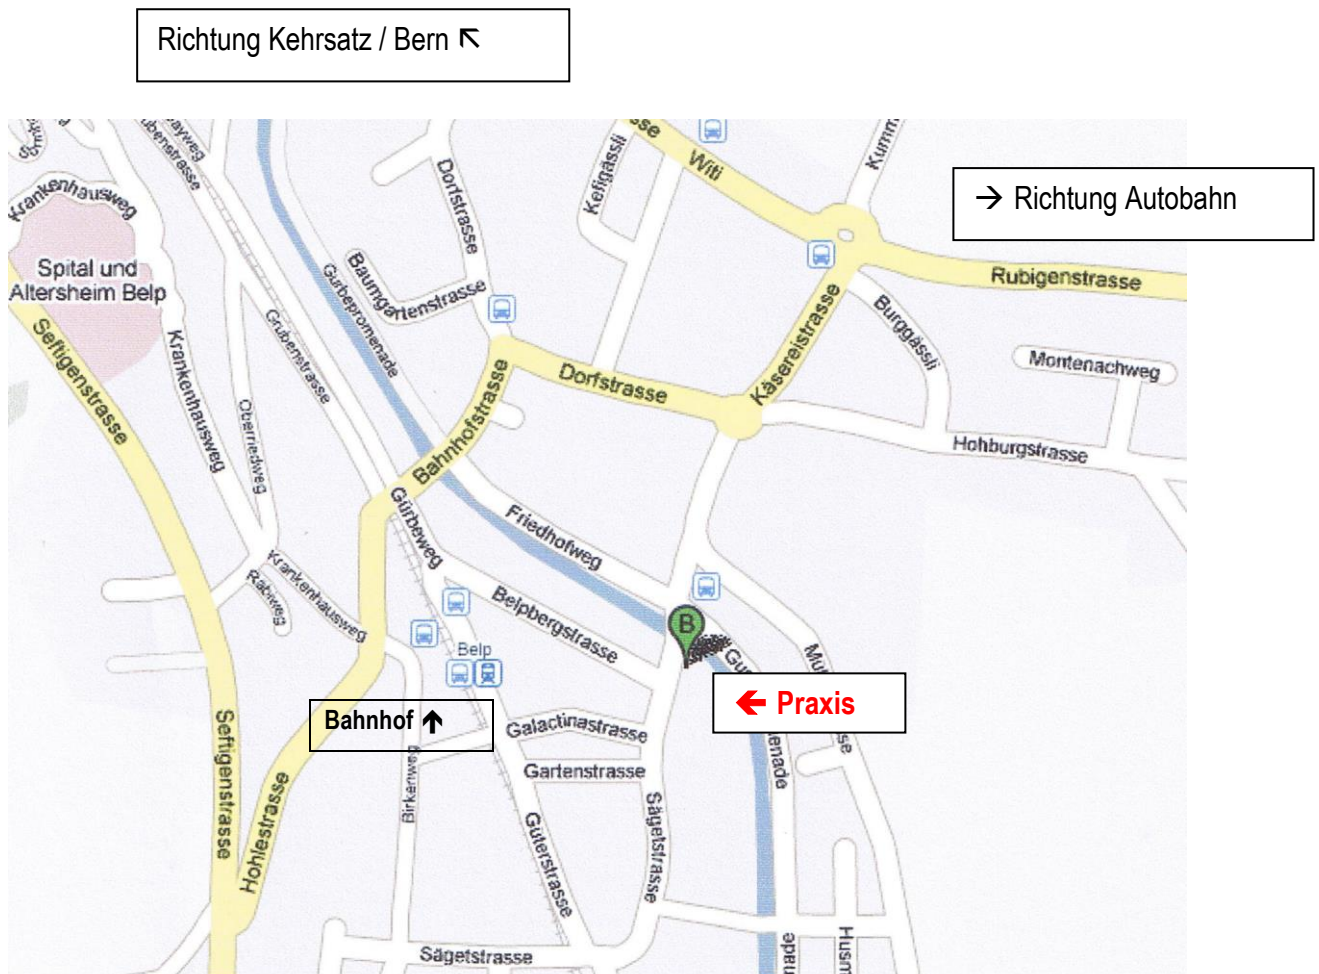 Richtung Kehrsatz / Bern ↖
→ Richtung Autobahn
Witi
Kefigässli
Dorfstrasse
Krankenhausweg
Spital und
Altersheim Belp
Rubigenstrasse
Baumgartenstrasse
Gürbepromenade
Grubenstrasse
Seftigenstrasse
Krankenhausweg
Oberriedweg
Bahnhofstrasse
Dorfstrasse
Käsereistrasse
Burggässli
Montenachweg
Hohburgstrasse
Gürbeweg
Friedhofweg
Krankenhausweg
Rabiweg
Belpbergstrasse
B
Belp
← Praxis
Bahnhof ↑
Galactinastrasse
Gartenstrasse
Birkenweg
Seftigenstrasse
Hohlestrasse
Güterstrasse
Sägetstrasse
Sägetstrasse